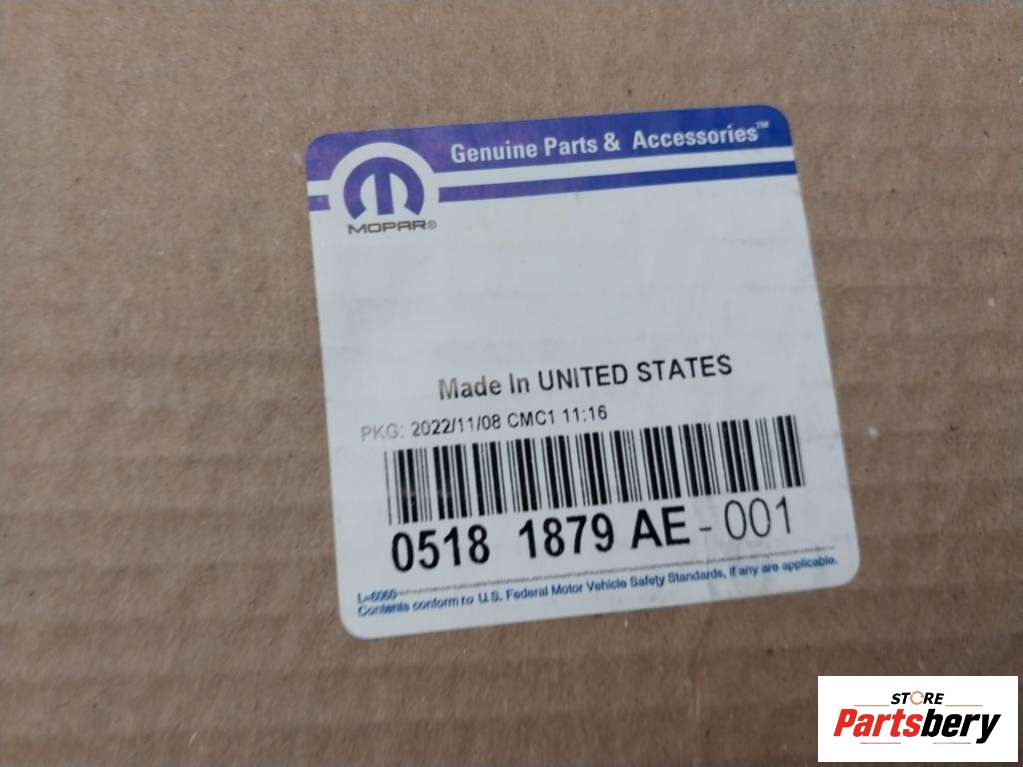 Genuine Parts & Accessories™
MOPAR®
Made In UNITED STATES
PKG: 2022/11/08 CMC1 11:16
0518 1879 AE-001
L-6060
Contents conform to U.S. Federal Motor Vehicle Safety Standards, if any are applicable.
STORE
Partsbery